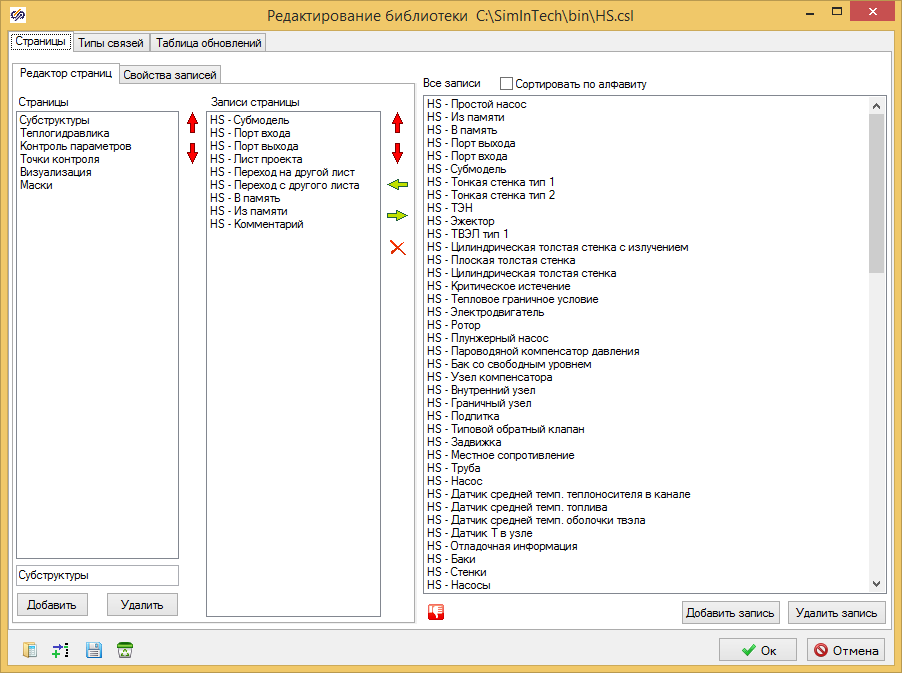 Редактирование библиотеки C:\SimInTech\bin\HS.csl
Страницы
Типы связей
Таблица обновлений
Редактор страниц
Свойства записей
Страницы
Субструктуры
Теплогидравлика
Контроль параметров
Точки контроля
Визуализация
Маски
Субструктуры
Добавить
Удалить
Записи страницы
HS - Субмодель
HS - Порт входа
HS - Порт выхода
HS - Лист проекта
HS - Переход на другой лист
HS - Переход с другого листа
HS - В память
HS - Из памяти
HS - Комментарий
Все записи
Сортировать по алфавиту
HS - Простой насос
HS - Из памяти
HS - В память
HS - Порт выхода
HS - Порт входа
HS - Субмодель
HS - Тонкая стенка тип 1
HS - Тонкая стенка тип 2
HS - ТЭН
HS - Эжектор
HS - ТВЭЛ тип 1
HS - Цилиндрическая толстая стенка с излучением
HS - Плоская толстая стенка
HS - Цилиндрическая толстая стенка
HS - Критическое истечение
HS - Тепловое граничное условие
HS - Электродвигатель
HS - Ротор
HS - Плунжерный насос
HS - Пароводяной компенсатор давления
HS - Бак со свободным уровнем
HS - Узел компенсатора
HS - Внутренний узел
HS - Граничный узел
HS - Подпитка
HS - Типовой обратный клапан
HS - Задвижка
HS - Местное сопротивление
HS - Труба
HS - Насос
HS - Датчик средней темп. теплоносителя в канале
HS - Датчик средней темп. топлива
HS - Датчик средней темп. оболочки твэла
HS - Датчик Т в узле
HS - Отладочная информация
HS - Баки
HS - Стенки
HS - Насосы
Добавить запись
Удалить запись
Ок
Отмена